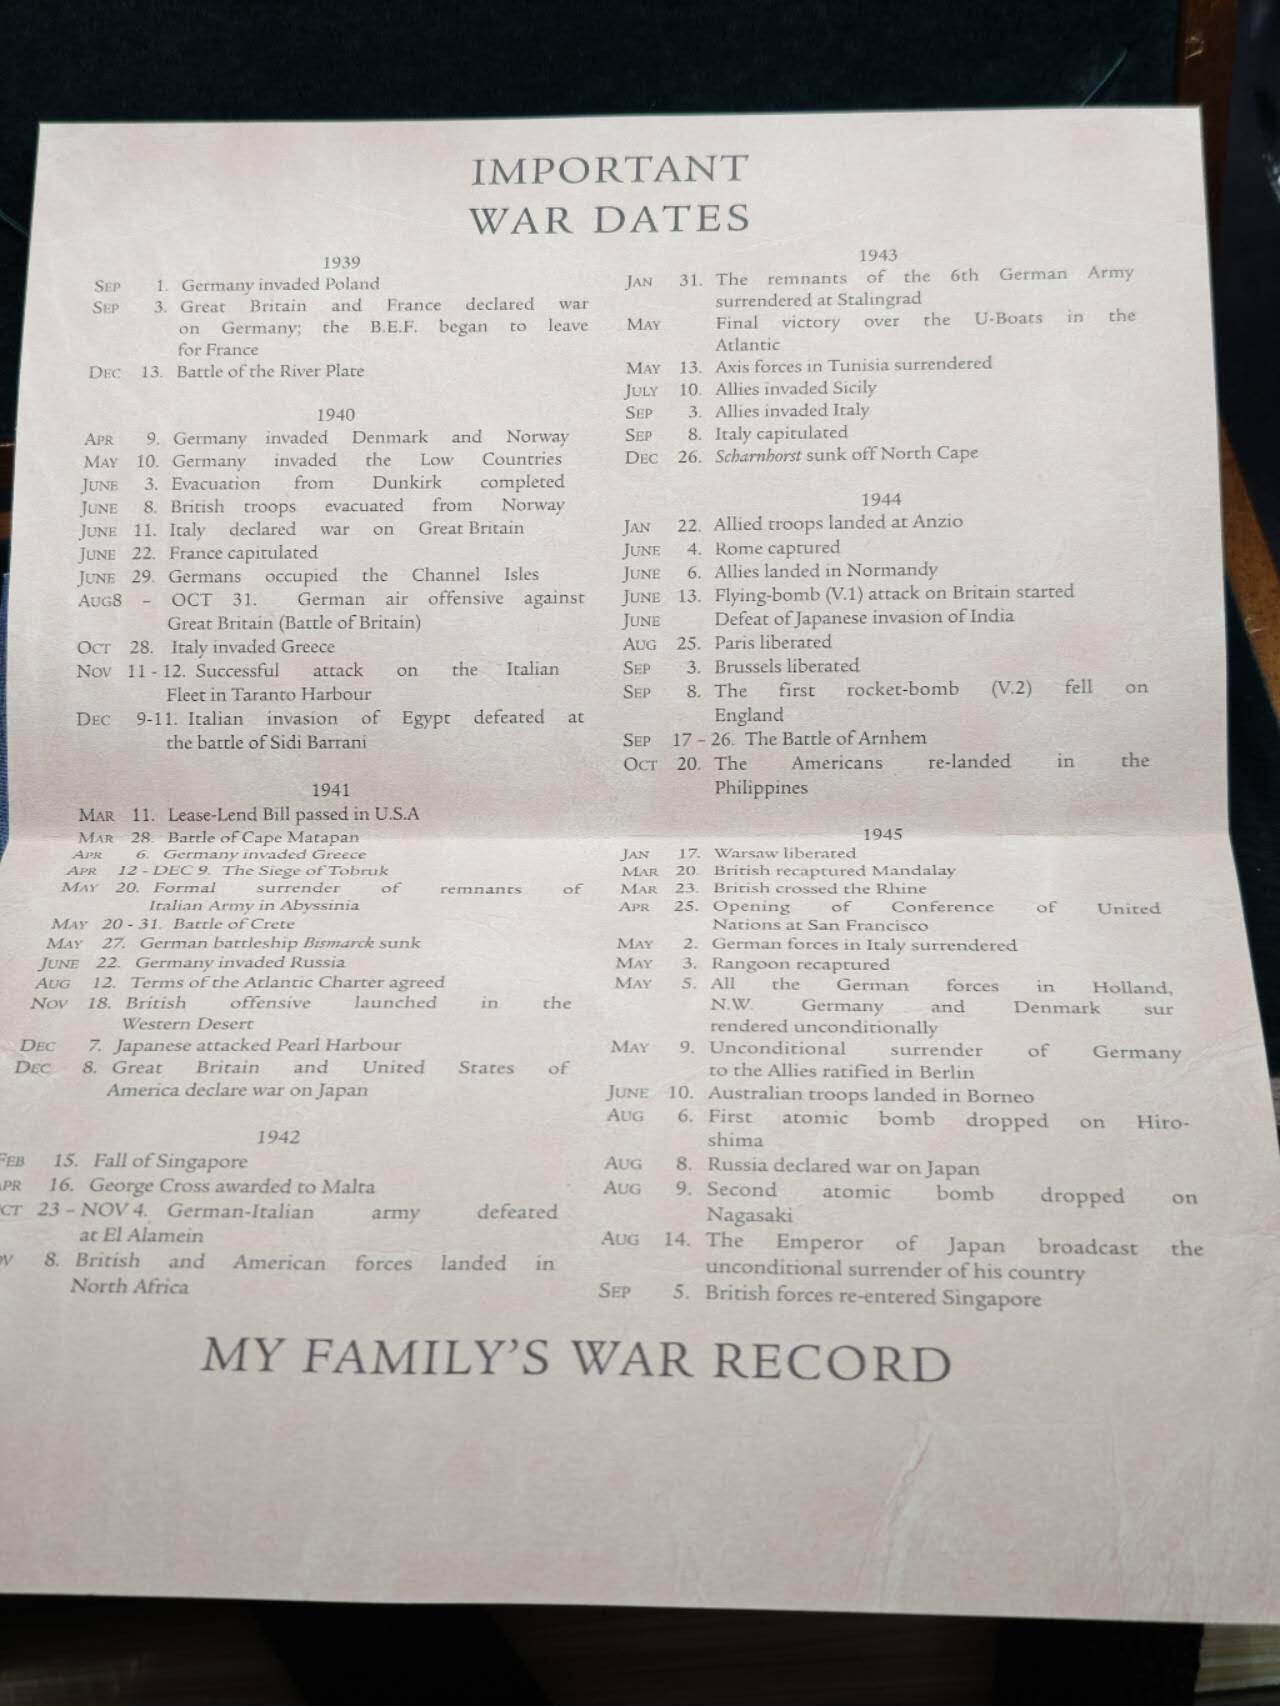 IMPORTANT
WAR DATES
1939
SEP 1. Germany invaded Poland
SEP 3. Great Britain and France declared war
on Germany; the B.E.F. began to leave
for France
DEC 13. Battle of the River Plate
1940
APR 9. Germany invaded Denmark and Norway
MAY 10. Germany invaded the Low Countries
JUNE 3. Evacuation from Dunkirk completed
JUNE 8. British troops evacuated from Norway
JUNE 11. Italy declared war on Great Britain
JUNE 22. France capitulated
JUNE 29. Germans occupied the Channel Isles
AUG8 – OCT 31. German air offensive against
Great Britain (Battle of Britain)
OCT 28. Italy invaded Greece
NOV 11 - 12. Successful attack on the Italian
Fleet in Taranto Harbour
DEC 9-11. Italian invasion of Egypt defeated at
the battle of Sidi Barrani
1941
MAR 11. Lease-Lend Bill passed in U.S.A
MAR 28. Battle of Cape Matapan
APR 6. Germany invaded Greece
APR 12 - DEC 9. The Siege of Tobruk
MAY 20. Formal surrender of remnants of
Italian Army in Abyssinia
MAY 20 - 31. Battle of Crete
MAY 27. German battleship Bismarck sunk
JUNE 22. Germany invaded Russia
AUG 12. Terms of the Atlantic Charter agreed
NOV 18. British offensive launched in the
Western Desert
DEC 7. Japanese attacked Pearl Harbour
DEC 8. Great Britain and United States of
America declare war on Japan
1942
FEB 15. Fall of Singapore
PR 16. George Cross awarded to Malta
CT 23 – NOV 4. German-Italian army defeated
at El Alamein
V 8. British and American forces landed in
North Africa
1943
JAN 31. The remnants of the 6th German Army
surrendered at Stalingrad
MAY Final victory over the U-Boats in the
Atlantic
MAY 13. Axis forces in Tunisia surrendered
JULY 10. Allies invaded Sicily
SEP 3. Allies invaded Italy
SEP 8. Italy capitulated
DEC 26. Scharnhorst sunk off North Cape
1944
JAN 22. Allied troops landed at Anzio
JUNE 4. Rome captured
JUNE 6. Allies landed in Normandy
JUNE 13. Flying-bomb (V.1) attack on Britain started
JUNE Defeat of Japanese invasion of India
AUG 25. Paris liberated
SEP 3. Brussels liberated
SEP 8. The first rocket-bomb (V.2) fell on
England
SEP 17 – 26. The Battle of Arnhem
OCT 20. The Americans re-landed in the
Philippines
1945
JAN 17. Warsaw liberated
MAR 20. British recaptured Mandalay
MAR 23. British crossed the Rhine
APR 25. Opening of Conference of United
Nations at San Francisco
MAY 2. German forces in Italy surrendered
MAY 3. Rangoon recaptured
MAY 5. All the German forces in Holland,
N.W. Germany and Denmark sur
rendered unconditionally
MAY 9. Unconditional surrender of Germany
to the Allies ratified in Berlin
JUNE 10. Australian troops landed in Borneo
AUG 6. First atomic bomb dropped on Hiro-
shima
AUG 8. Russia declared war on Japan
AUG 9. Second atomic bomb dropped on
Nagasaki
AUG 14. The Emperor of Japan broadcast the
unconditional surrender of his country
SEP 5. British forces re-entered Singapore
MY FAMILY'S WAR RECORD